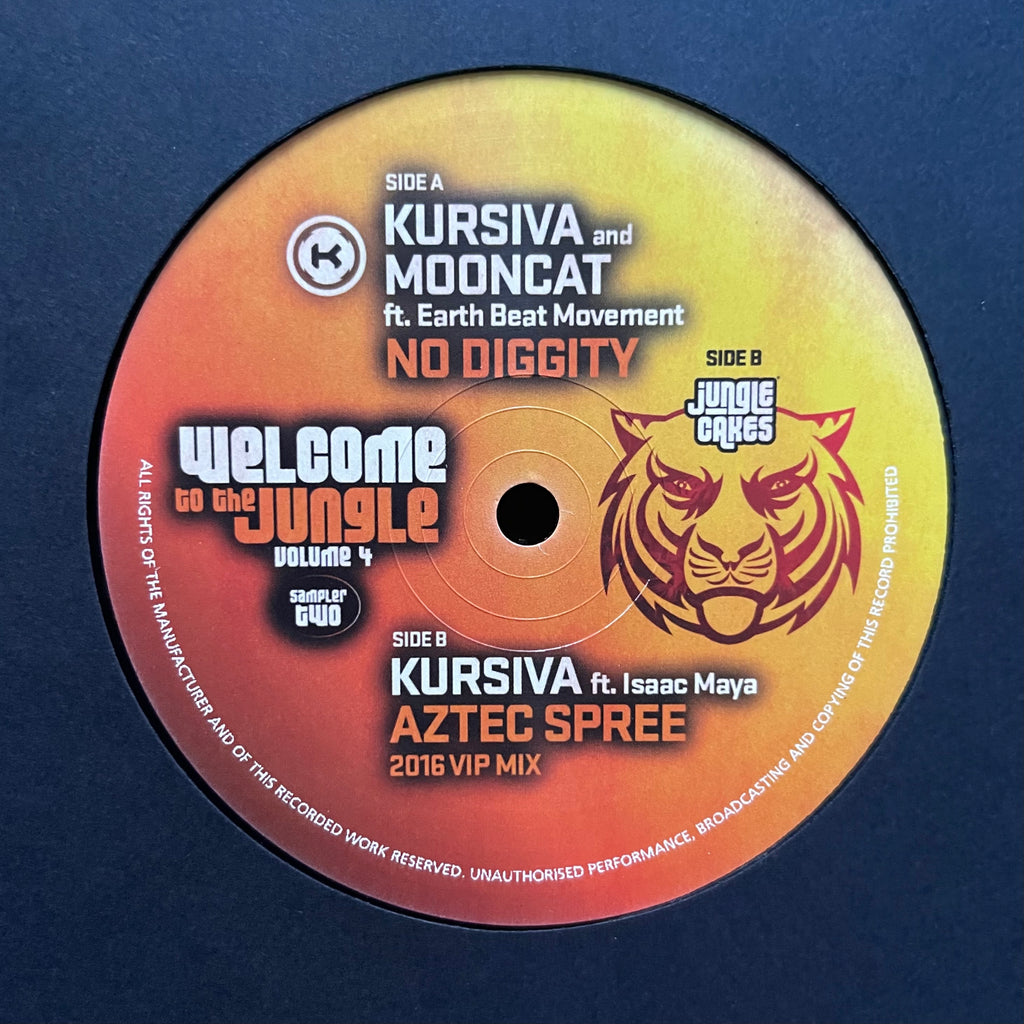 SIDE A
K
KURSIVA and
MOONCAT
ft. Earth Beat Movement
NO DIGGITY
SIDE B
JUNGLE
CAKES
WELCOME
to the JUNGLE
VOLUME 4
SAMPLER
TWO
SIDE B
KURSIVA ft. Isaac Maya
AZTEC SPREE
2016 VIP MIX
ALL RIGHTS OF THE MANUFACTURER AND OF THIS RECORDED WORK RESERVED. UNAUTHORISED PERFORMANCE, BROADCASTING AND COPYING OF THIS RECORD PROHIBITED